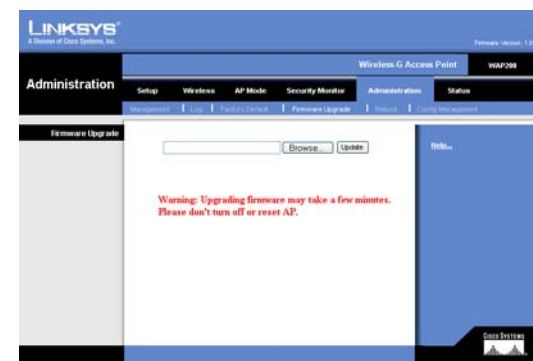 LINKSYS®
A Division of Cisco Systems, Inc.
Firmware Version: 1.0
Wireless-G Access Point
WAP200
Administration
Setup Wireless AP Mode Security Monitor Administration Status
Management Log Factory Default Firmware Upgrade Reboot Config Management
Firmware Upgrade
Browse... Update
Help...
Warning: Upgrading firmware may take a few minutes.
Please don't turn off or reset AP.
CISCO SYSTEMS